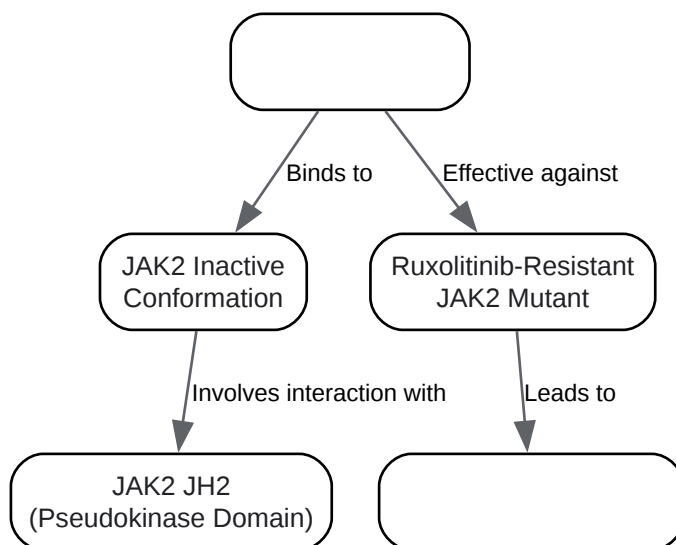 Binds to
Effective against
JAK2 Inactive
Conformation
Ruxolitinib-Resistant
JAK2 Mutant
Involves interaction with
Leads to
JAK2 JH2
(Pseudokinase Domain)